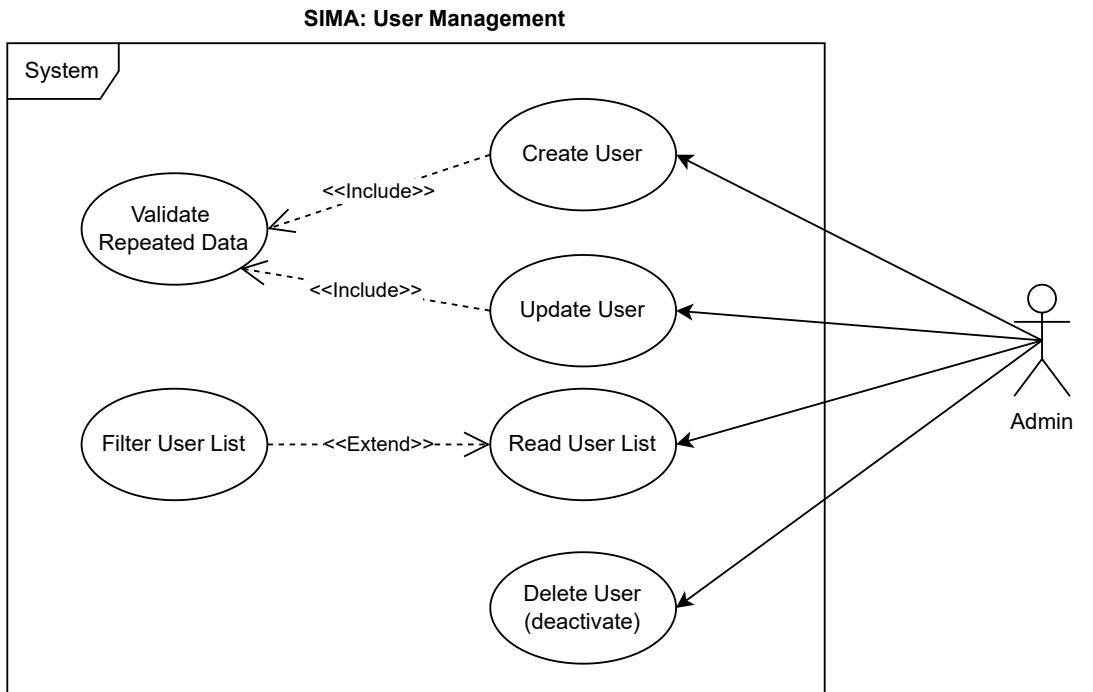 SIMA: User Management
System
Create User
<<Include>>
Validate
Repeated Data
<<Include>>
Update User
Filter User List
<<Extend>>
Read User List
Admin
Delete User
(deactivate)